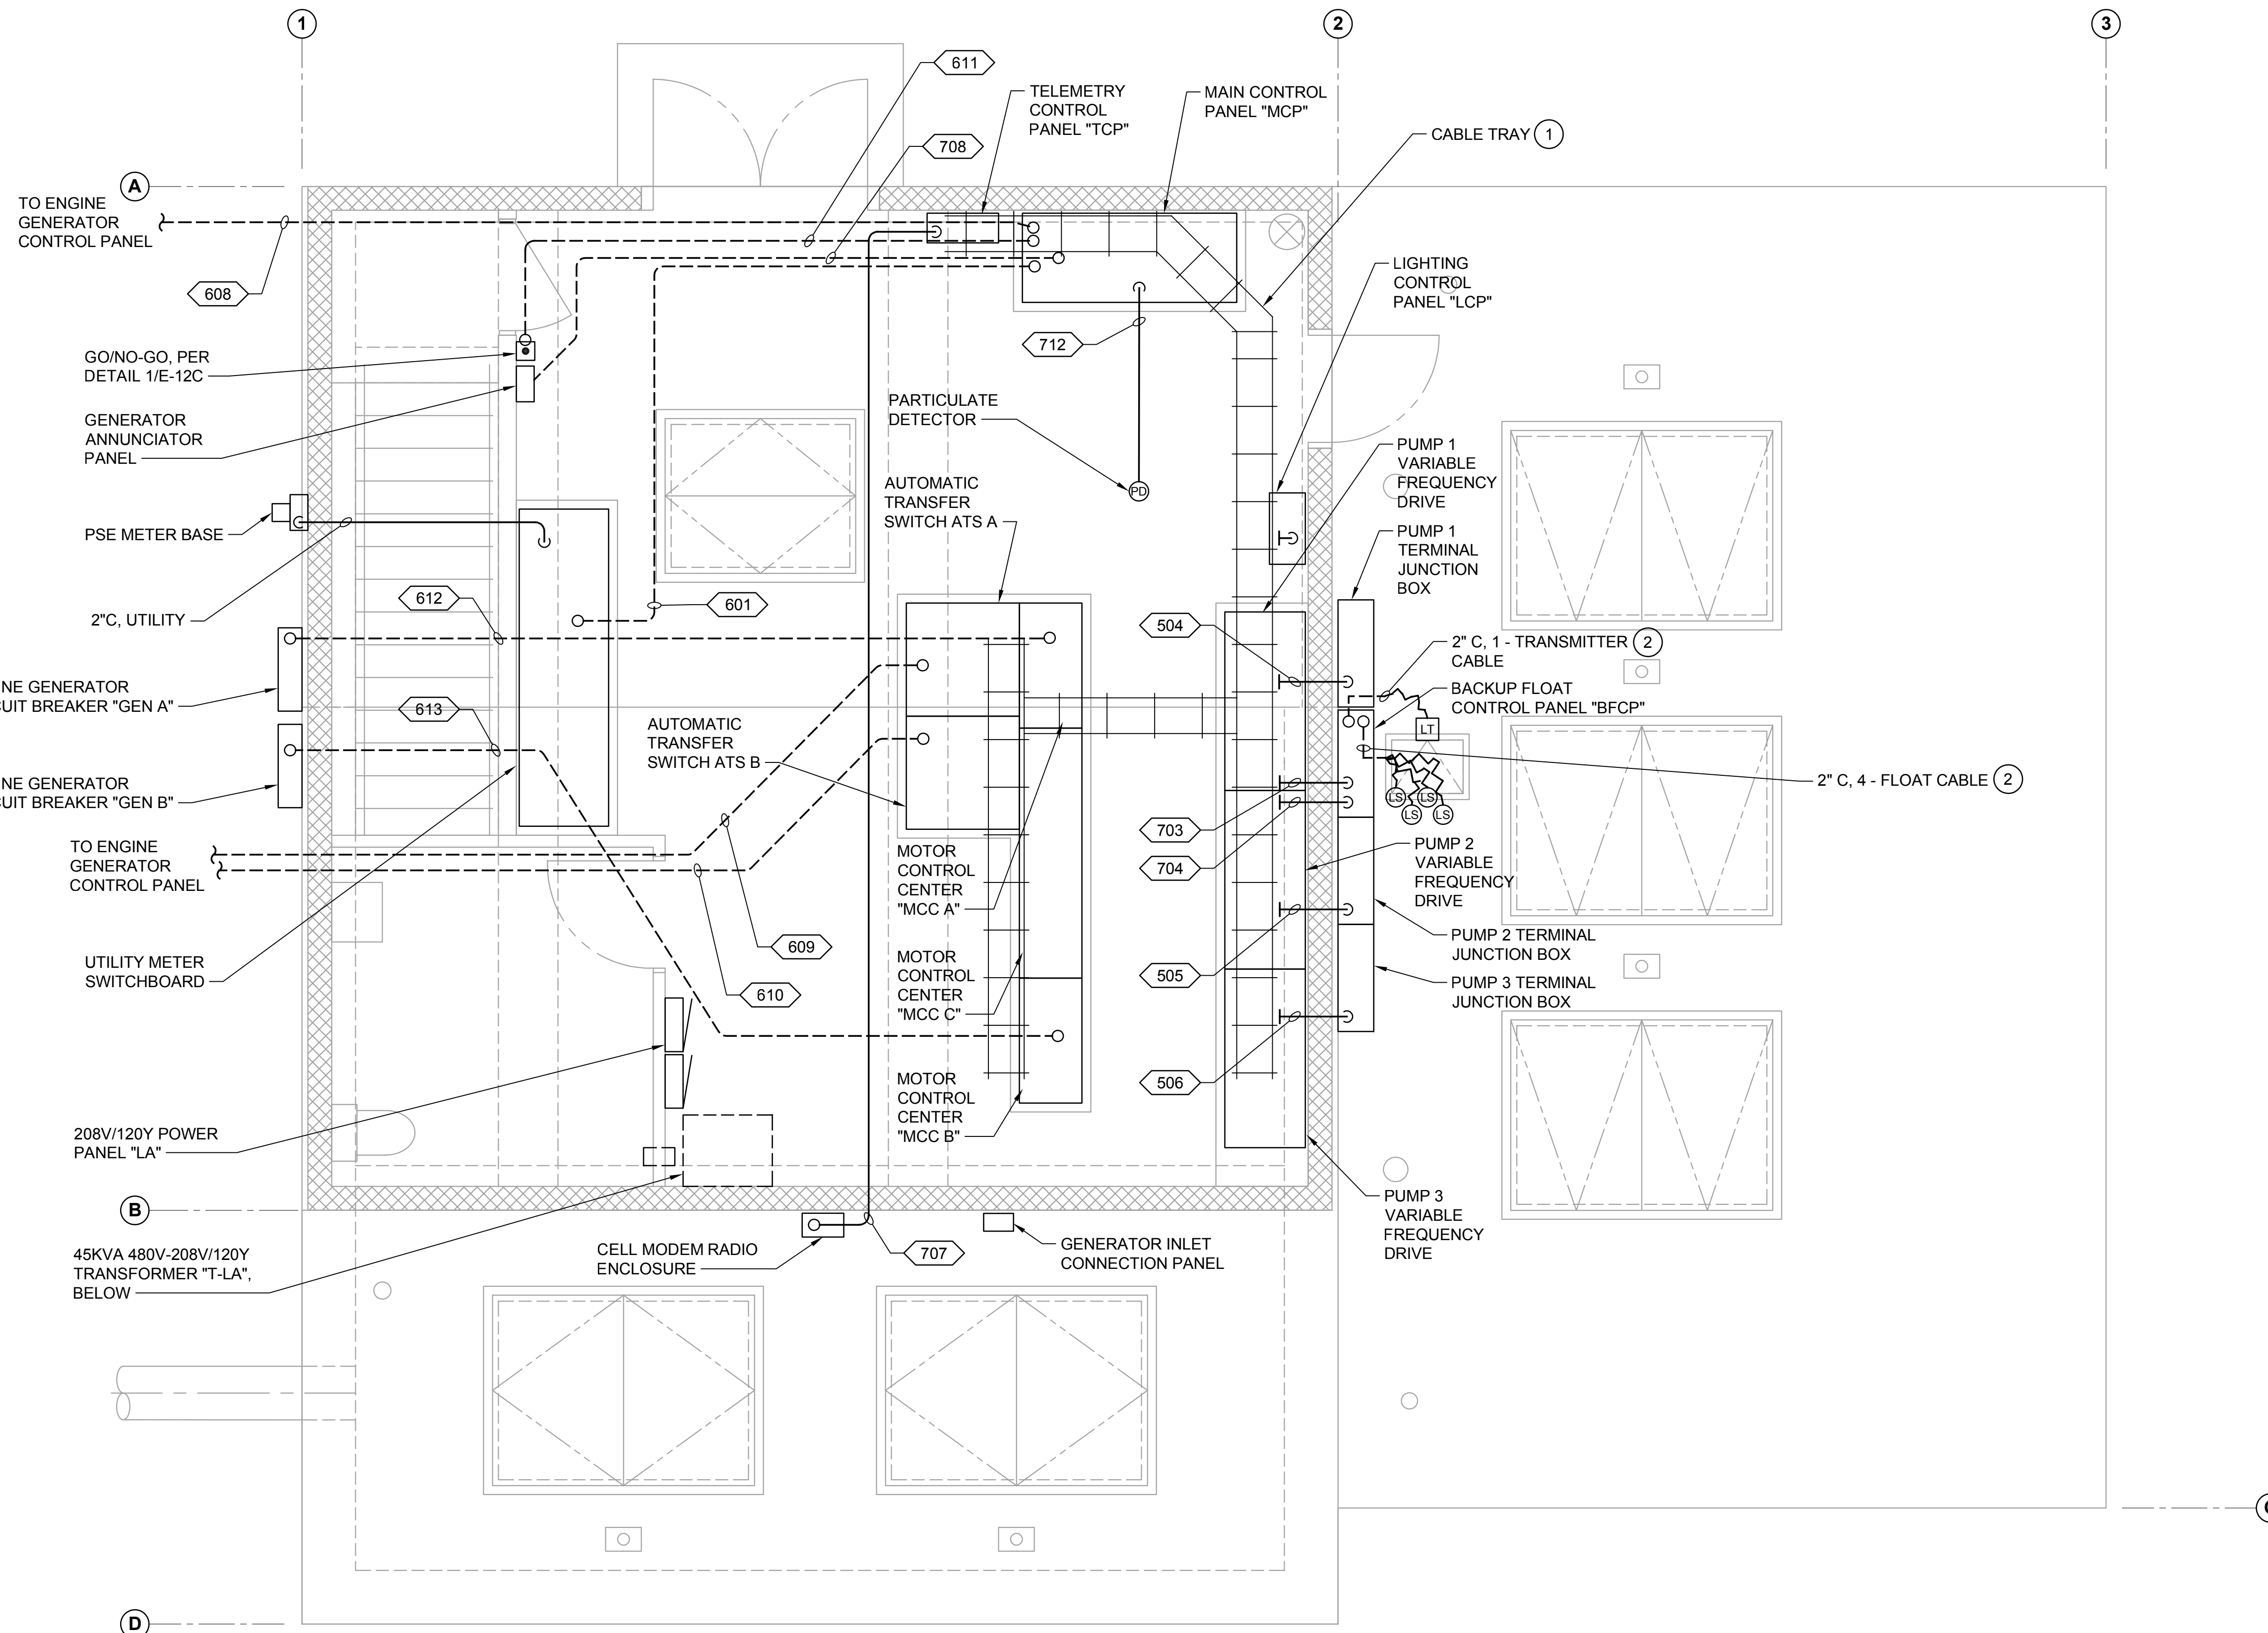 1
2
3
611
TELEMETRY
CONTROL
PANEL "TCP"
MAIN CONTROL
PANEL "MCP"
CABLE TRAY 1
708
A
TO ENGINE
GENERATOR
CONTROL PANEL
608
LIGHTING
CONTROL
PANEL "LCP"
712
GO/NO-GO, PER
DETAIL 1/E-12C
GENERATOR
ANNUNCIATOR
PANEL
PARTICULATE
DETECTOR
PD
PUMP 1
VARIABLE
FREQUENCY
DRIVE
AUTOMATIC
TRANSFER
SWITCH ATS A
PSE METER BASE
PUMP 1
TERMINAL
JUNCTION
BOX
2"C, UTILITY
612
601
504
2" C, 1 - TRANSMITTER 2
CABLE
NE GENERATOR
UIT BREAKER "GEN A"
BACKUP FLOAT
CONTROL PANEL "BFCP"
LT
613
AUTOMATIC
TRANSFER
SWITCH ATS B
NE GENERATOR
UIT BREAKER "GEN B"
2" C, 4 - FLOAT CABLE 2
LS
LS
LS
LS
703
704
TO ENGINE
GENERATOR
CONTROL PANEL
MOTOR
CONTROL
CENTER
"MCC A"
PUMP 2
VARIABLE
FREQUENCY
DRIVE
609
UTILITY METER
SWITCHBOARD
610
MOTOR
CONTROL
CENTER
"MCC C"
505
PUMP 2 TERMINAL
JUNCTION BOX
PUMP 3 TERMINAL
JUNCTION BOX
506
MOTOR
CONTROL
CENTER
"MCC B"
208V/120Y POWER
PANEL "LA"
B
PUMP 3
VARIABLE
FREQUENCY
DRIVE
45KVA 480V-208V/120Y
TRANSFORMER "T-LA",
BELOW
CELL MODEM RADIO
ENCLOSURE
707
GENERATOR INLET
CONNECTION PANEL
D